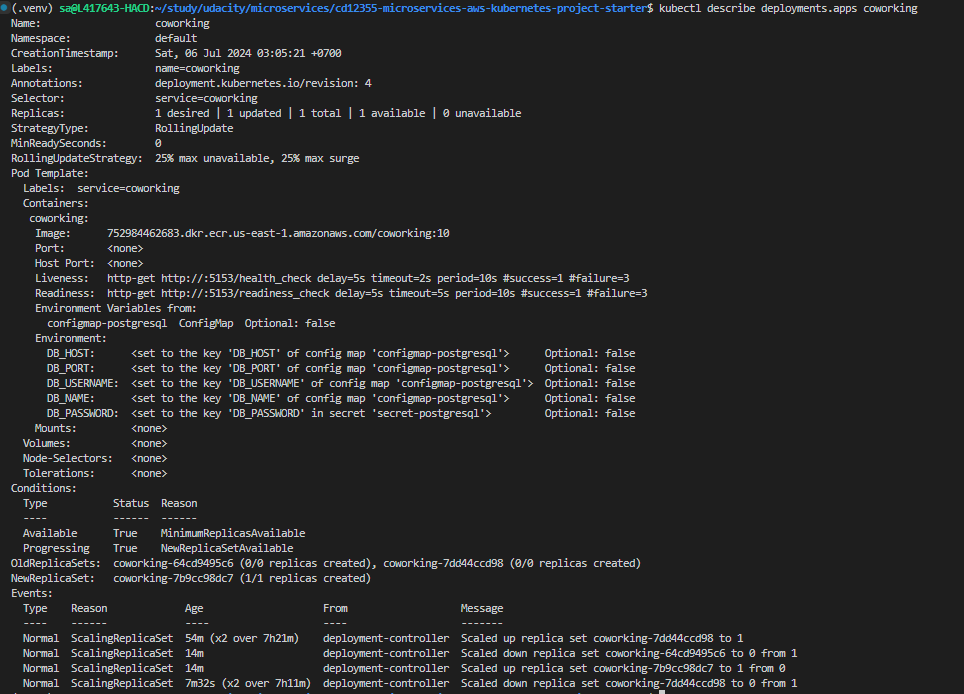 (.venv) sa@L417643-HACD:~/study/udacity/microservices/cd12355-microservices-aws-kubernetes-project-starter$ kubectl describe deployments.apps coworking
Name:                   coworking
Namespace:              default
CreationTimestamp:      Sat, 06 Jul 2024 03:05:21 +0700
Labels:                 name=coworking
Annotations:            deployment.kubernetes.io/revision: 4
Selector:               service=coworking
Replicas:               1 desired | 1 updated | 1 total | 1 available | 0 unavailable
StrategyType:           RollingUpdate
MinReadySeconds:        0
RollingUpdateStrategy:  25% max unavailable, 25% max surge
Pod Template:
  Labels:  service=coworking
  Containers:
   coworking:
    Image:      752984462683.dkr.ecr.us-east-1.amazonaws.com/coworking:10
    Port:       <none>
    Host Port:  <none>
    Liveness:   http-get http://:5153/health_check delay=5s timeout=2s period=10s #success=1 #failure=3
    Readiness:  http-get http://:5153/readiness_check delay=5s timeout=5s period=10s #success=1 #failure=3
    Environment Variables from:
      configmap-postgresql  ConfigMap  Optional: false
    Environment:
      DB_HOST:      <set to the key 'DB_HOST' of config map 'configmap-postgresql'>      Optional: false
      DB_PORT:      <set to the key 'DB_PORT' of config map 'configmap-postgresql'>      Optional: false
      DB_USERNAME:  <set to the key 'DB_USERNAME' of config map 'configmap-postgresql'>  Optional: false
      DB_NAME:      <set to the key 'DB_NAME' of config map 'configmap-postgresql'>      Optional: false
      DB_PASSWORD:  <set to the key 'DB_PASSWORD' in secret 'secret-postgresql'>         Optional: false
    Mounts:         <none>
  Volumes:          <none>
  Node-Selectors:   <none>
  Tolerations:      <none>
Conditions:
  Type           Status  Reason
  ----           ------  ------
  Available      True    MinimumReplicasAvailable
  Progressing    True    NewReplicaSetAvailable
OldReplicaSets:  coworking-64cd9495c6 (0/0 replicas created), coworking-7dd44ccd98 (0/0 replicas created)
NewReplicaSet:   coworking-7b9cc98dc7 (1/1 replicas created)
Events:
  Type    Reason             Age                    From                   Message
  ----    ------             ----                   ----                   -------
  Normal  ScalingReplicaSet  54m (x2 over 7h21m)    deployment-controller  Scaled up replica set coworking-7dd44ccd98 to 1
  Normal  ScalingReplicaSet  14m                    deployment-controller  Scaled down replica set coworking-64cd9495c6 to 0 from 1
  Normal  ScalingReplicaSet  14m                    deployment-controller  Scaled up replica set coworking-7b9cc98dc7 to 1 from 0
  Normal  ScalingReplicaSet  7m32s (x2 over 7h11m)  deployment-controller  Scaled down replica set coworking-7dd44ccd98 to 0 from 1